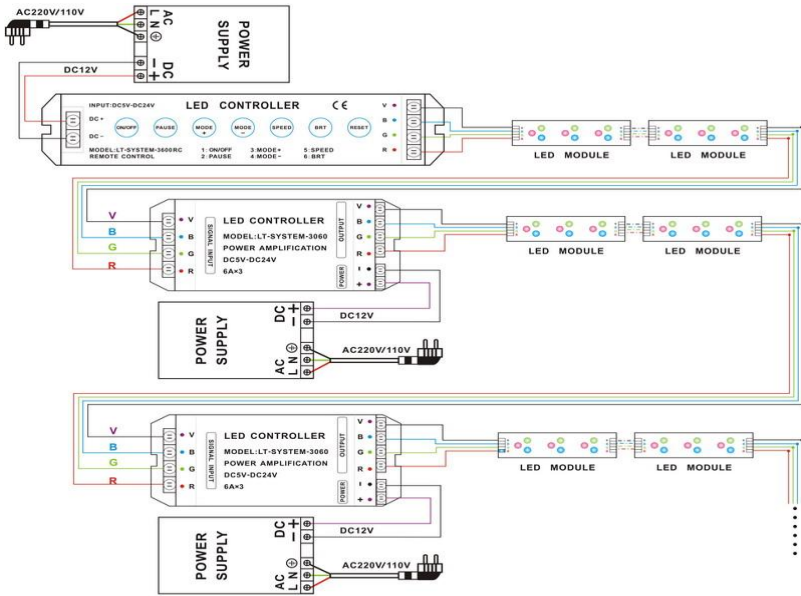 AC220V/110V
AC
L N
DC
- +
POWER
SUPPLY
DC12V
INPUT:DC5V-DC24V
LED CONTROLLER
CE
DC +
DC -
ON/OFF
PAUSE
MODE +
MODE -
SPEED
BRT
RESET
MODEL:LT-SYSTEM-3600RC
REMOTE CONTROL
1: ON/OFF
2: PAUSE
3:MODE+
4:MODE-
5:SPEED
6:BRT
V
B
G
R
LED MODULE
LED MODULE
V
B
G
R
V
B
G
R
SIGNAL INPUT
LED CONTROLLER
MODEL:LT-SYSTEM-3060
POWER AMPLIFICATION
DC5V-DC24V
6A×3
OUTPUT
POWER
V
B
G
R
-
+
LED MODULE
LED MODULE
POWER
SUPPLY
DC
- +
DC12V
AC
L N
AC220V/110V
V
B
G
R
V
B
G
R
SIGNAL INPUT
LED CONTROLLER
MODEL:LT-SYSTEM-3060
POWER AMPLIFICATION
DC5V-DC24V
6A×3
OUTPUT
POWER
V
B
G
R
-
+
LED MODULE
LED MODULE
POWER
SUPPLY
DC
- +
DC12V
AC
L N
AC220V/110V